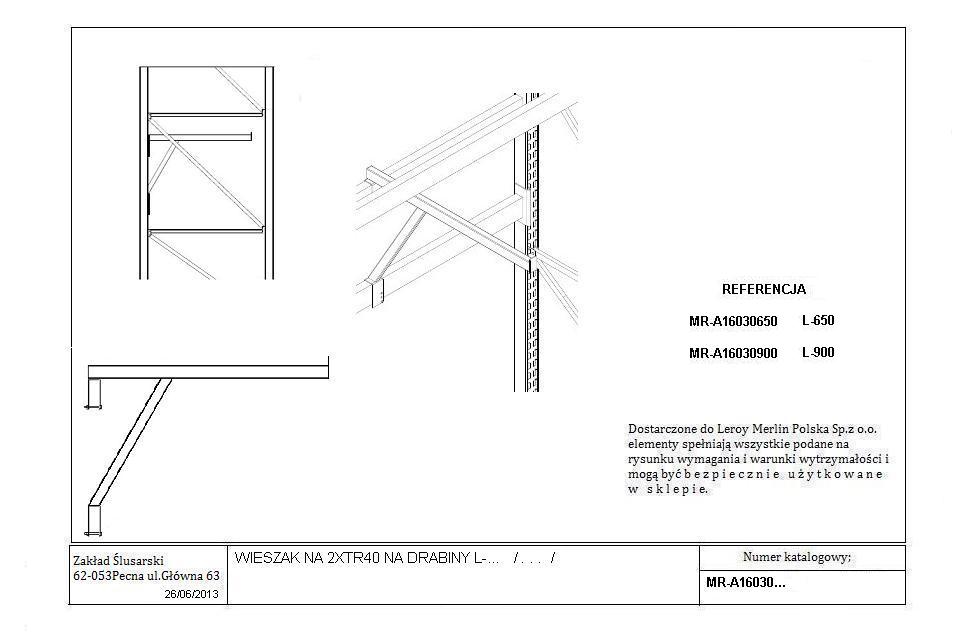 REFERENCJA
MR-A16030650 L-650
MR-A16030900 L-900
Dostarczone do Leroy Merlin Polska Sp.z o.o.
elementy spełniają wszystkie podane na
rysunku wymagania i warunki wytrzymałości i
mogą być b e z p i e c z n i e u ż y t k o w a n e
w s k l e p i e.
Zakład Ślusarski
62-053Pecna ul.Główna 63
26/06/2013
WIESZAK NA 2XTR40 NA DRABINY L-... /. . . /
Numer katalogowy;
MR-A16030...